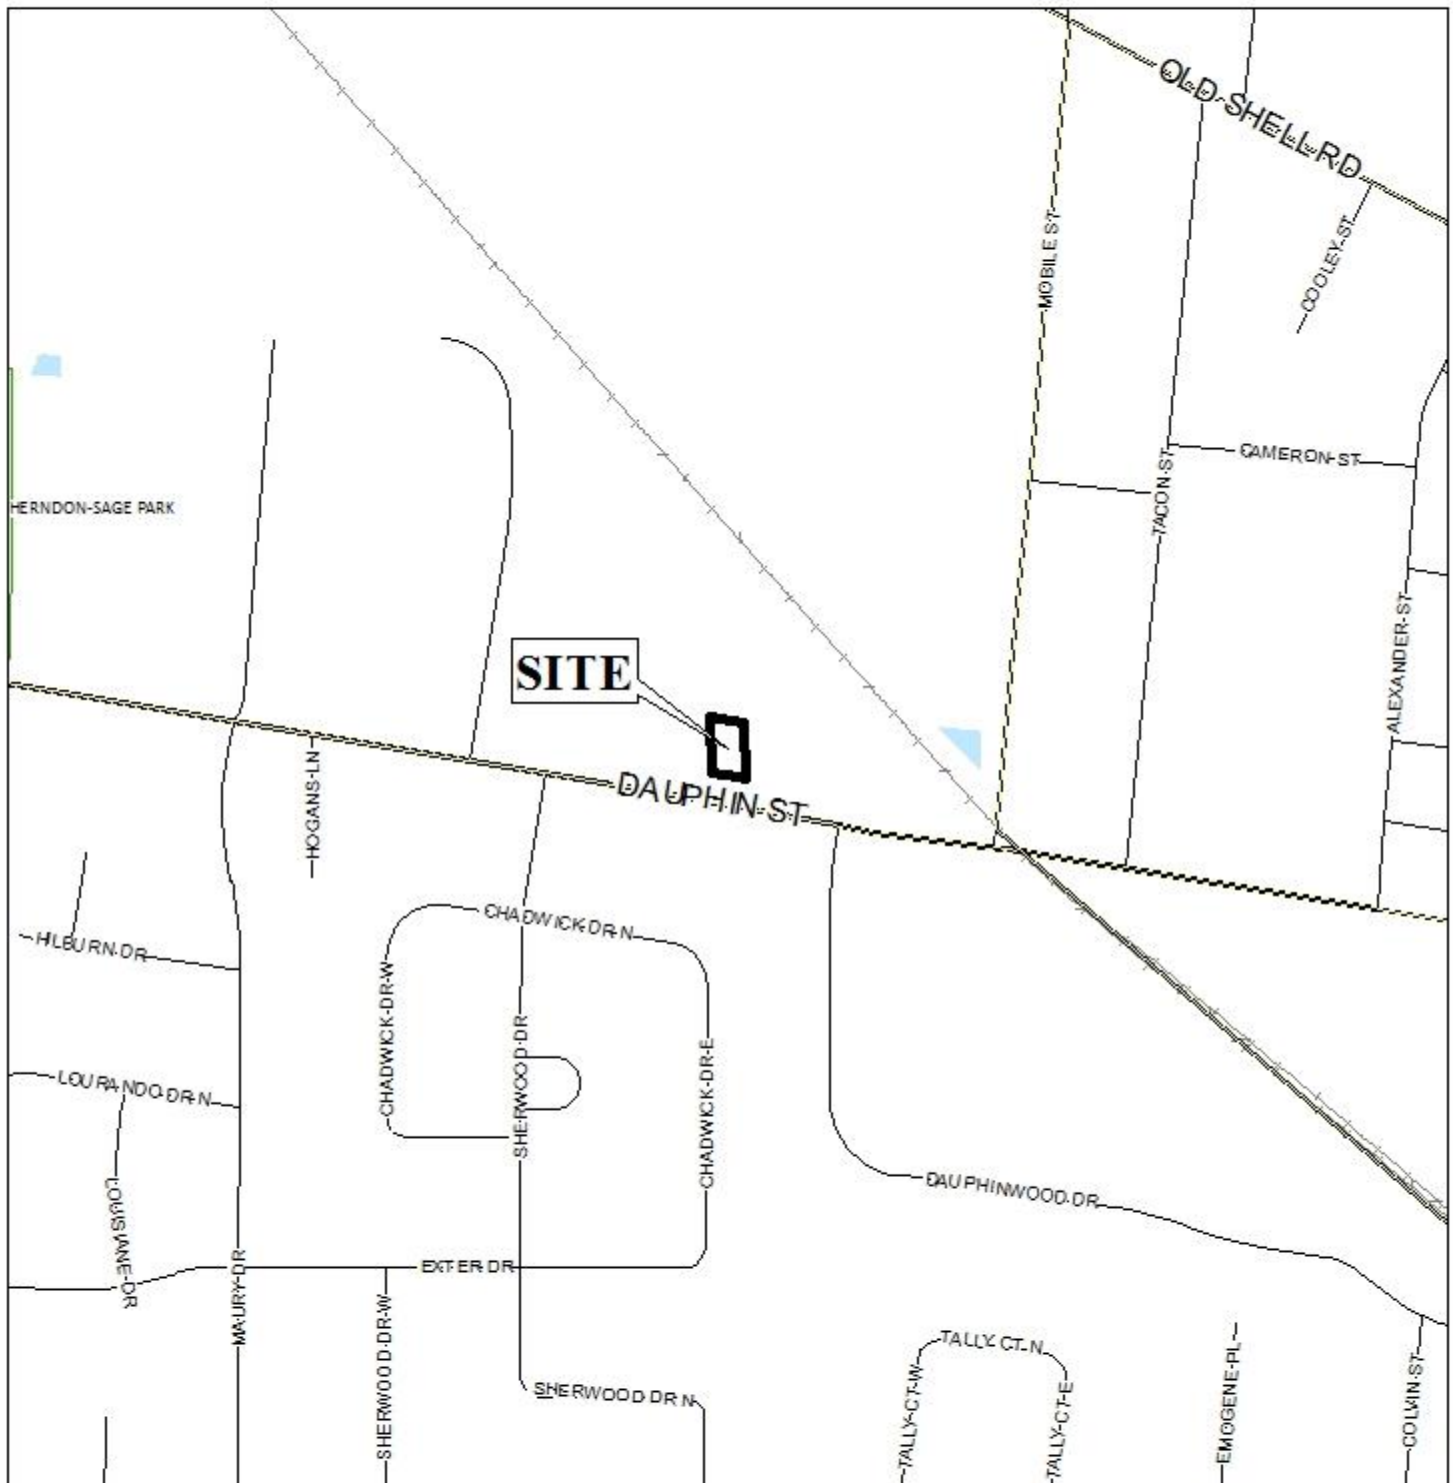 OLD SHELL RD
MOBILE ST
COOLEY ST
CAMERON ST
TACON ST
HERNDON-SAGE PARK
ALEXANDER ST
SITE
DAUPHIN ST
HOGANS LN
CHADWICK DR N
HILBURN DR
CHADWICK DR W
SHERWOOD DR
CHADWICK DR E
LOURANDO DR N
DAUPHINWOOD DR
LOUSIANE DR
EXTER DR
MAURY DR
SHERWOOD DR W
TALLY CT N
SHERWOOD DR N
TALLY CT W
TALLY CT E
EMOGENE PL
COLVIN ST